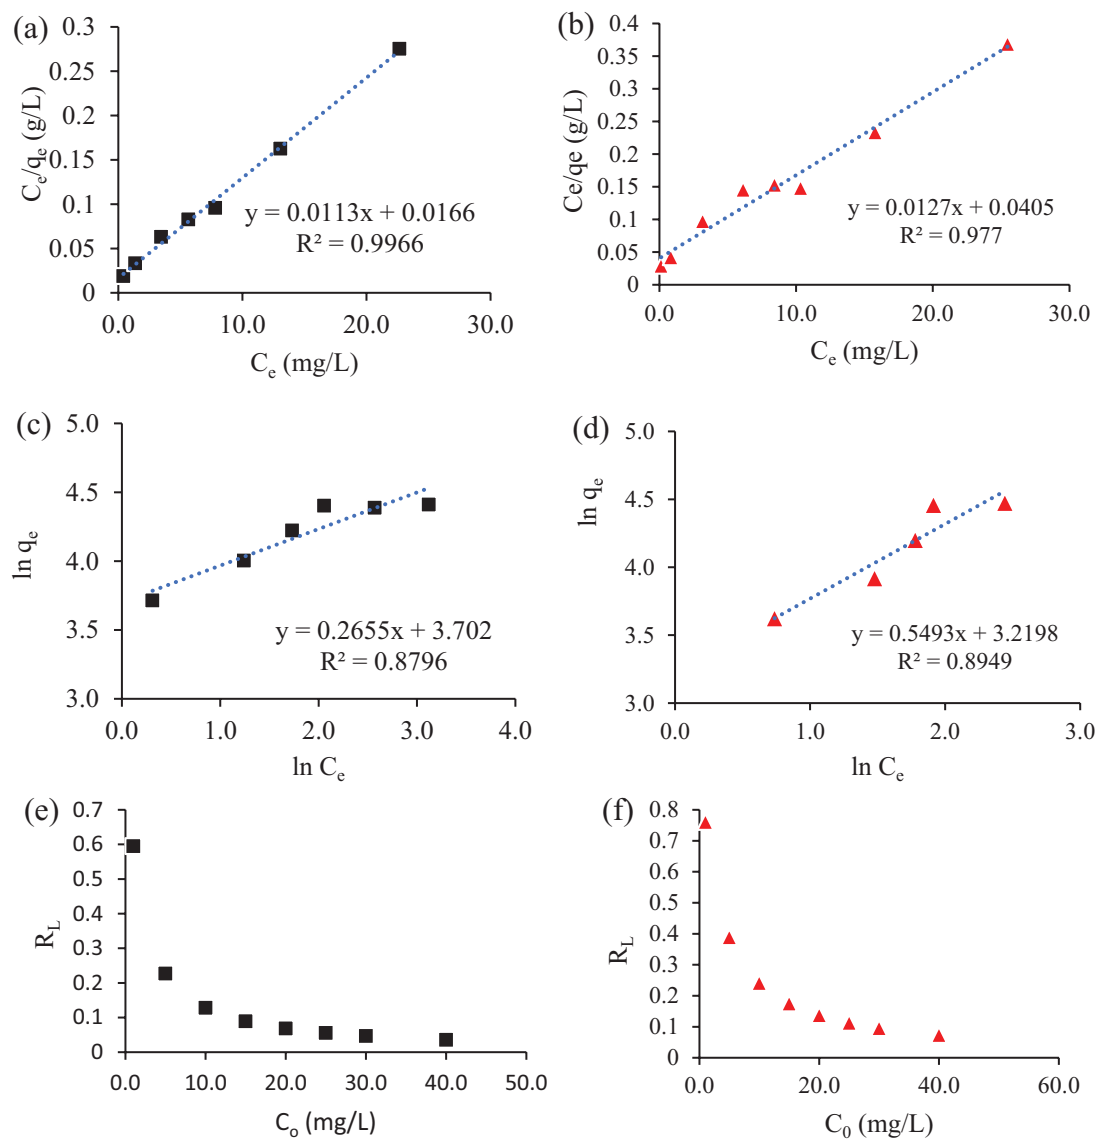 (a)
0.3
0.25
0.2
0.15
0.1
0.05
0
Cₑ/qₑ (g/L)
y = 0.0113x + 0.0166
R² = 0.9966
0.0 10.0 20.0 30.0
Cₑ (mg/L)
(b)
0.4
0.35
0.3
0.25
0.2
0.15
0.1
0.05
0
Ce/qe (g/L)
y = 0.0127x + 0.0405
R² = 0.977
0.0 10.0 20.0 30.0
Cₑ (mg/L)
(c)
5.0
4.5
4.0
3.5
3.0
ln qₑ
y = 0.2655x + 3.702
R² = 0.8796
0.0 1.0 2.0 3.0 4.0
ln Cₑ
(d)
5.0
4.5
4.0
3.5
3.0
ln qₑ
y = 0.5493x + 3.2198
R² = 0.8949
0.0 1.0 2.0 3.0
ln Cₑ
(e)
0.7
0.6
0.5
0.4
0.3
0.2
0.1
0
R_L
0.0 10.0 20.0 30.0 40.0 50.0
Cₒ (mg/L)
(f)
0.8
0.7
0.6
0.5
0.4
0.3
0.2
0.1
0
R_L
0.0 20.0 40.0 60.0
C₀ (mg/L)